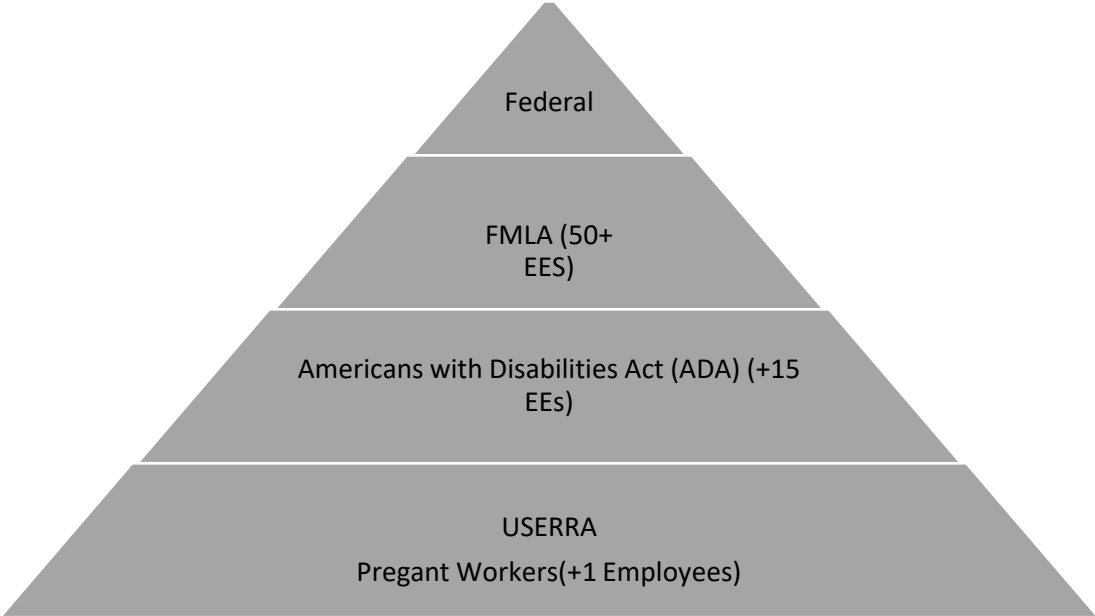 Federal
FMLA (50+
EES)
Americans with Disabilities Act (ADA) (+15
EEs)
USERRA
Pregant Workers(+1 Employees)